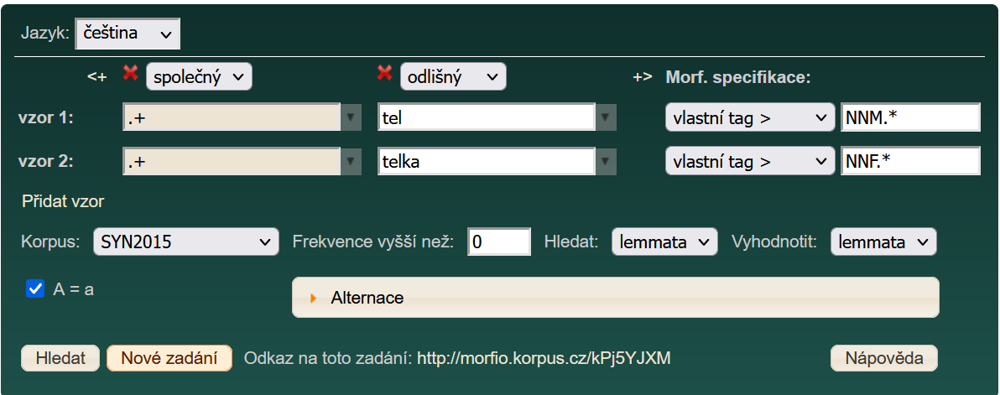 Jazyk: čeština
<+ společný odlišný +> Morf. specifikace:
vzor 1: .+ tel vlastní tag > NNM.*
vzor 2: .+ telka vlastní tag > NNF.*
Přidat vzor
Korpus: SYN2015 Frekvence vyšší než: 0 Hledat: lemmata Vyhodnotit: lemmata
A = a Alternace
Hledat Nové zadání Odkaz na toto zadání: http://morfio.korpus.cz/kPj5YJXM Nápověda